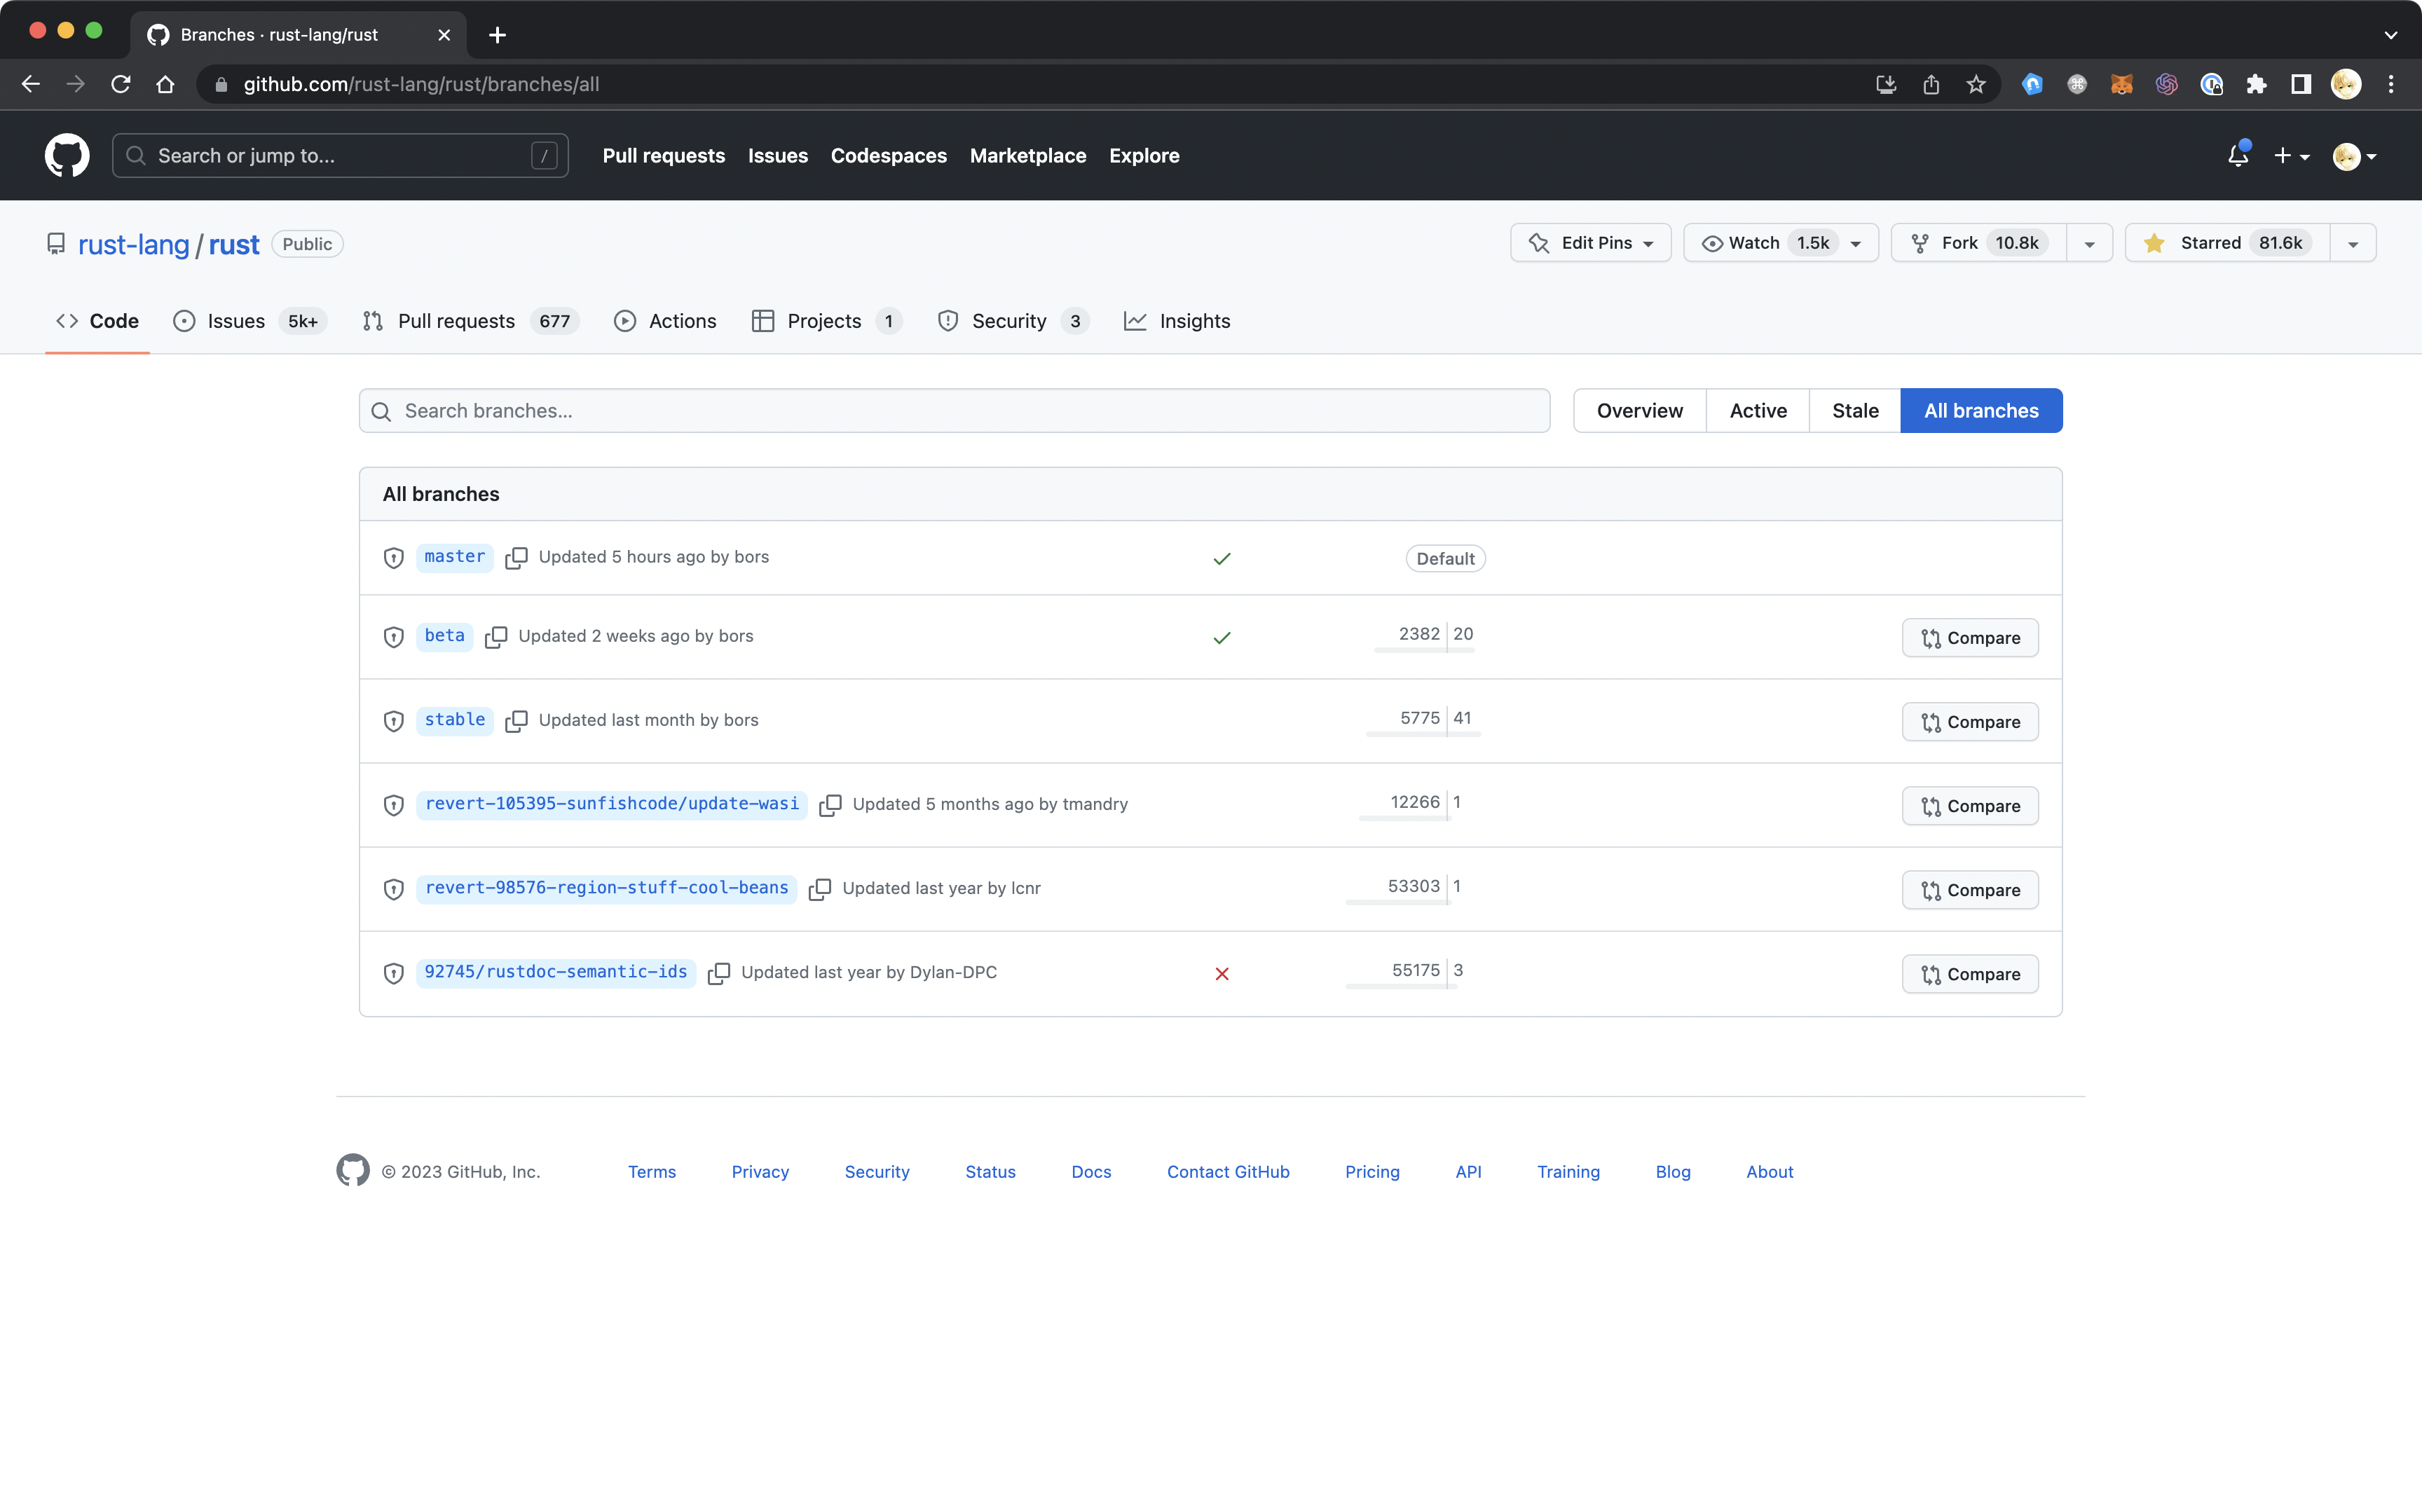 Branches · rust-lang/rust
github.com/rust-lang/rust/branches/all
Search or jump to... / Pull requests Issues Codespaces Marketplace Explore
rust-lang / rust Public Edit Pins Watch 1.5k Fork 10.8k Starred 81.6k
Code Issues 5k+ Pull requests 677 Actions Projects 1 Security 3 Insights
Search branches... Overview Active Stale All branches
All branches
master Updated 5 hours ago by bors Default
beta Updated 2 weeks ago by bors 2382 20 Compare
stable Updated last month by bors 5775 41 Compare
revert-105395-sunfishcode/update-wasi Updated 5 months ago by tmandry 12266 1 Compare
revert-98576-region-stuff-cool-beans Updated last year by lcnr 53303 1 Compare
92745/rustdoc-semantic-ids Updated last year by Dylan-DPC 55175 3 Compare
© 2023 GitHub, Inc. Terms Privacy Security Status Docs Contact GitHub Pricing API Training Blog About